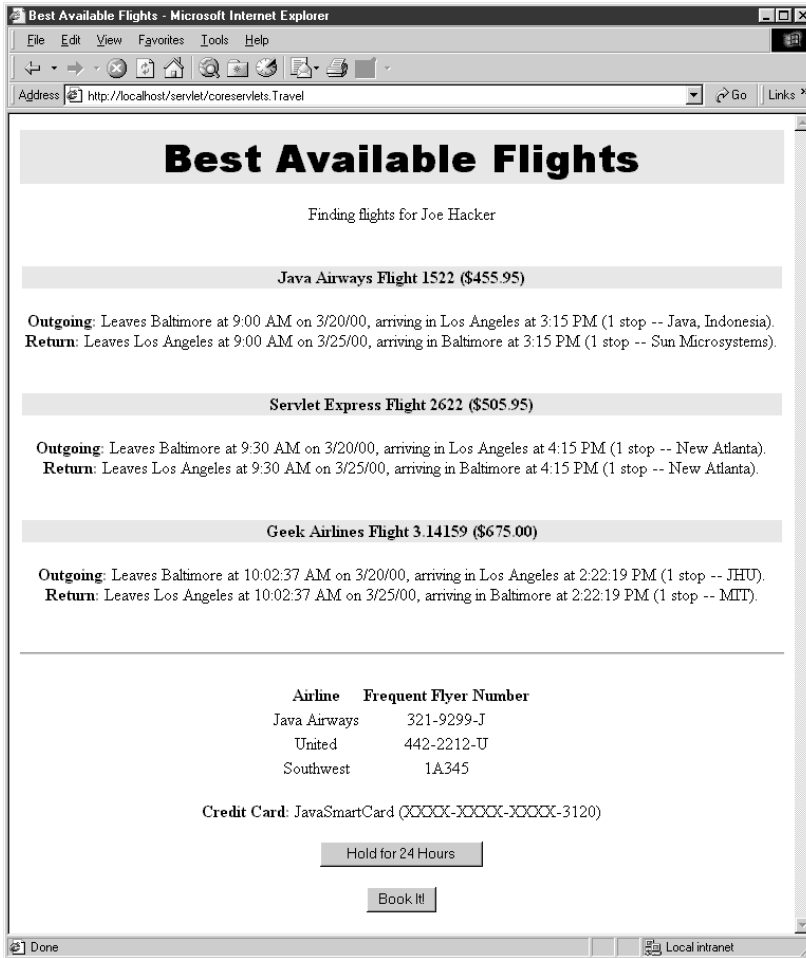 Best Available Flights - Microsoft Internet Explorer
File Edit View Favorites Tools Help
Address http://localhost/servlet/coreservlets.Travel Go Links »
Best Available Flights
Finding flights for Joe Hacker
Java Airways Flight 1522 ($455.95)
Outgoing: Leaves Baltimore at 9:00 AM on 3/20/00, arriving in Los Angeles at 3:15 PM (1 stop -- Java, Indonesia).
Return: Leaves Los Angeles at 9:00 AM on 3/25/00, arriving in Baltimore at 3:15 PM (1 stop -- Sun Microsystems).
Servlet Express Flight 2622 ($505.95)
Outgoing: Leaves Baltimore at 9:30 AM on 3/20/00, arriving in Los Angeles at 4:15 PM (1 stop -- New Atlanta).
Return: Leaves Los Angeles at 9:30 AM on 3/25/00, arriving in Baltimore at 4:15 PM (1 stop -- New Atlanta).
Geek Airlines Flight 3.14159 ($675.00)
Outgoing: Leaves Baltimore at 10:02:37 AM on 3/20/00, arriving in Los Angeles at 2:22:19 PM (1 stop -- JHU).
Return: Leaves Los Angeles at 10:02:37 AM on 3/25/00, arriving in Baltimore at 2:22:19 PM (1 stop -- MIT).
Airline Frequent Flyer Number
Java Airways 321-9299-J
United 442-2212-U
Southwest 1A345
Credit Card: JavaSmartCard (XXXX-XXXX-XXXX-3120)
Hold for 24 Hours
Book It!
Done Local intranet